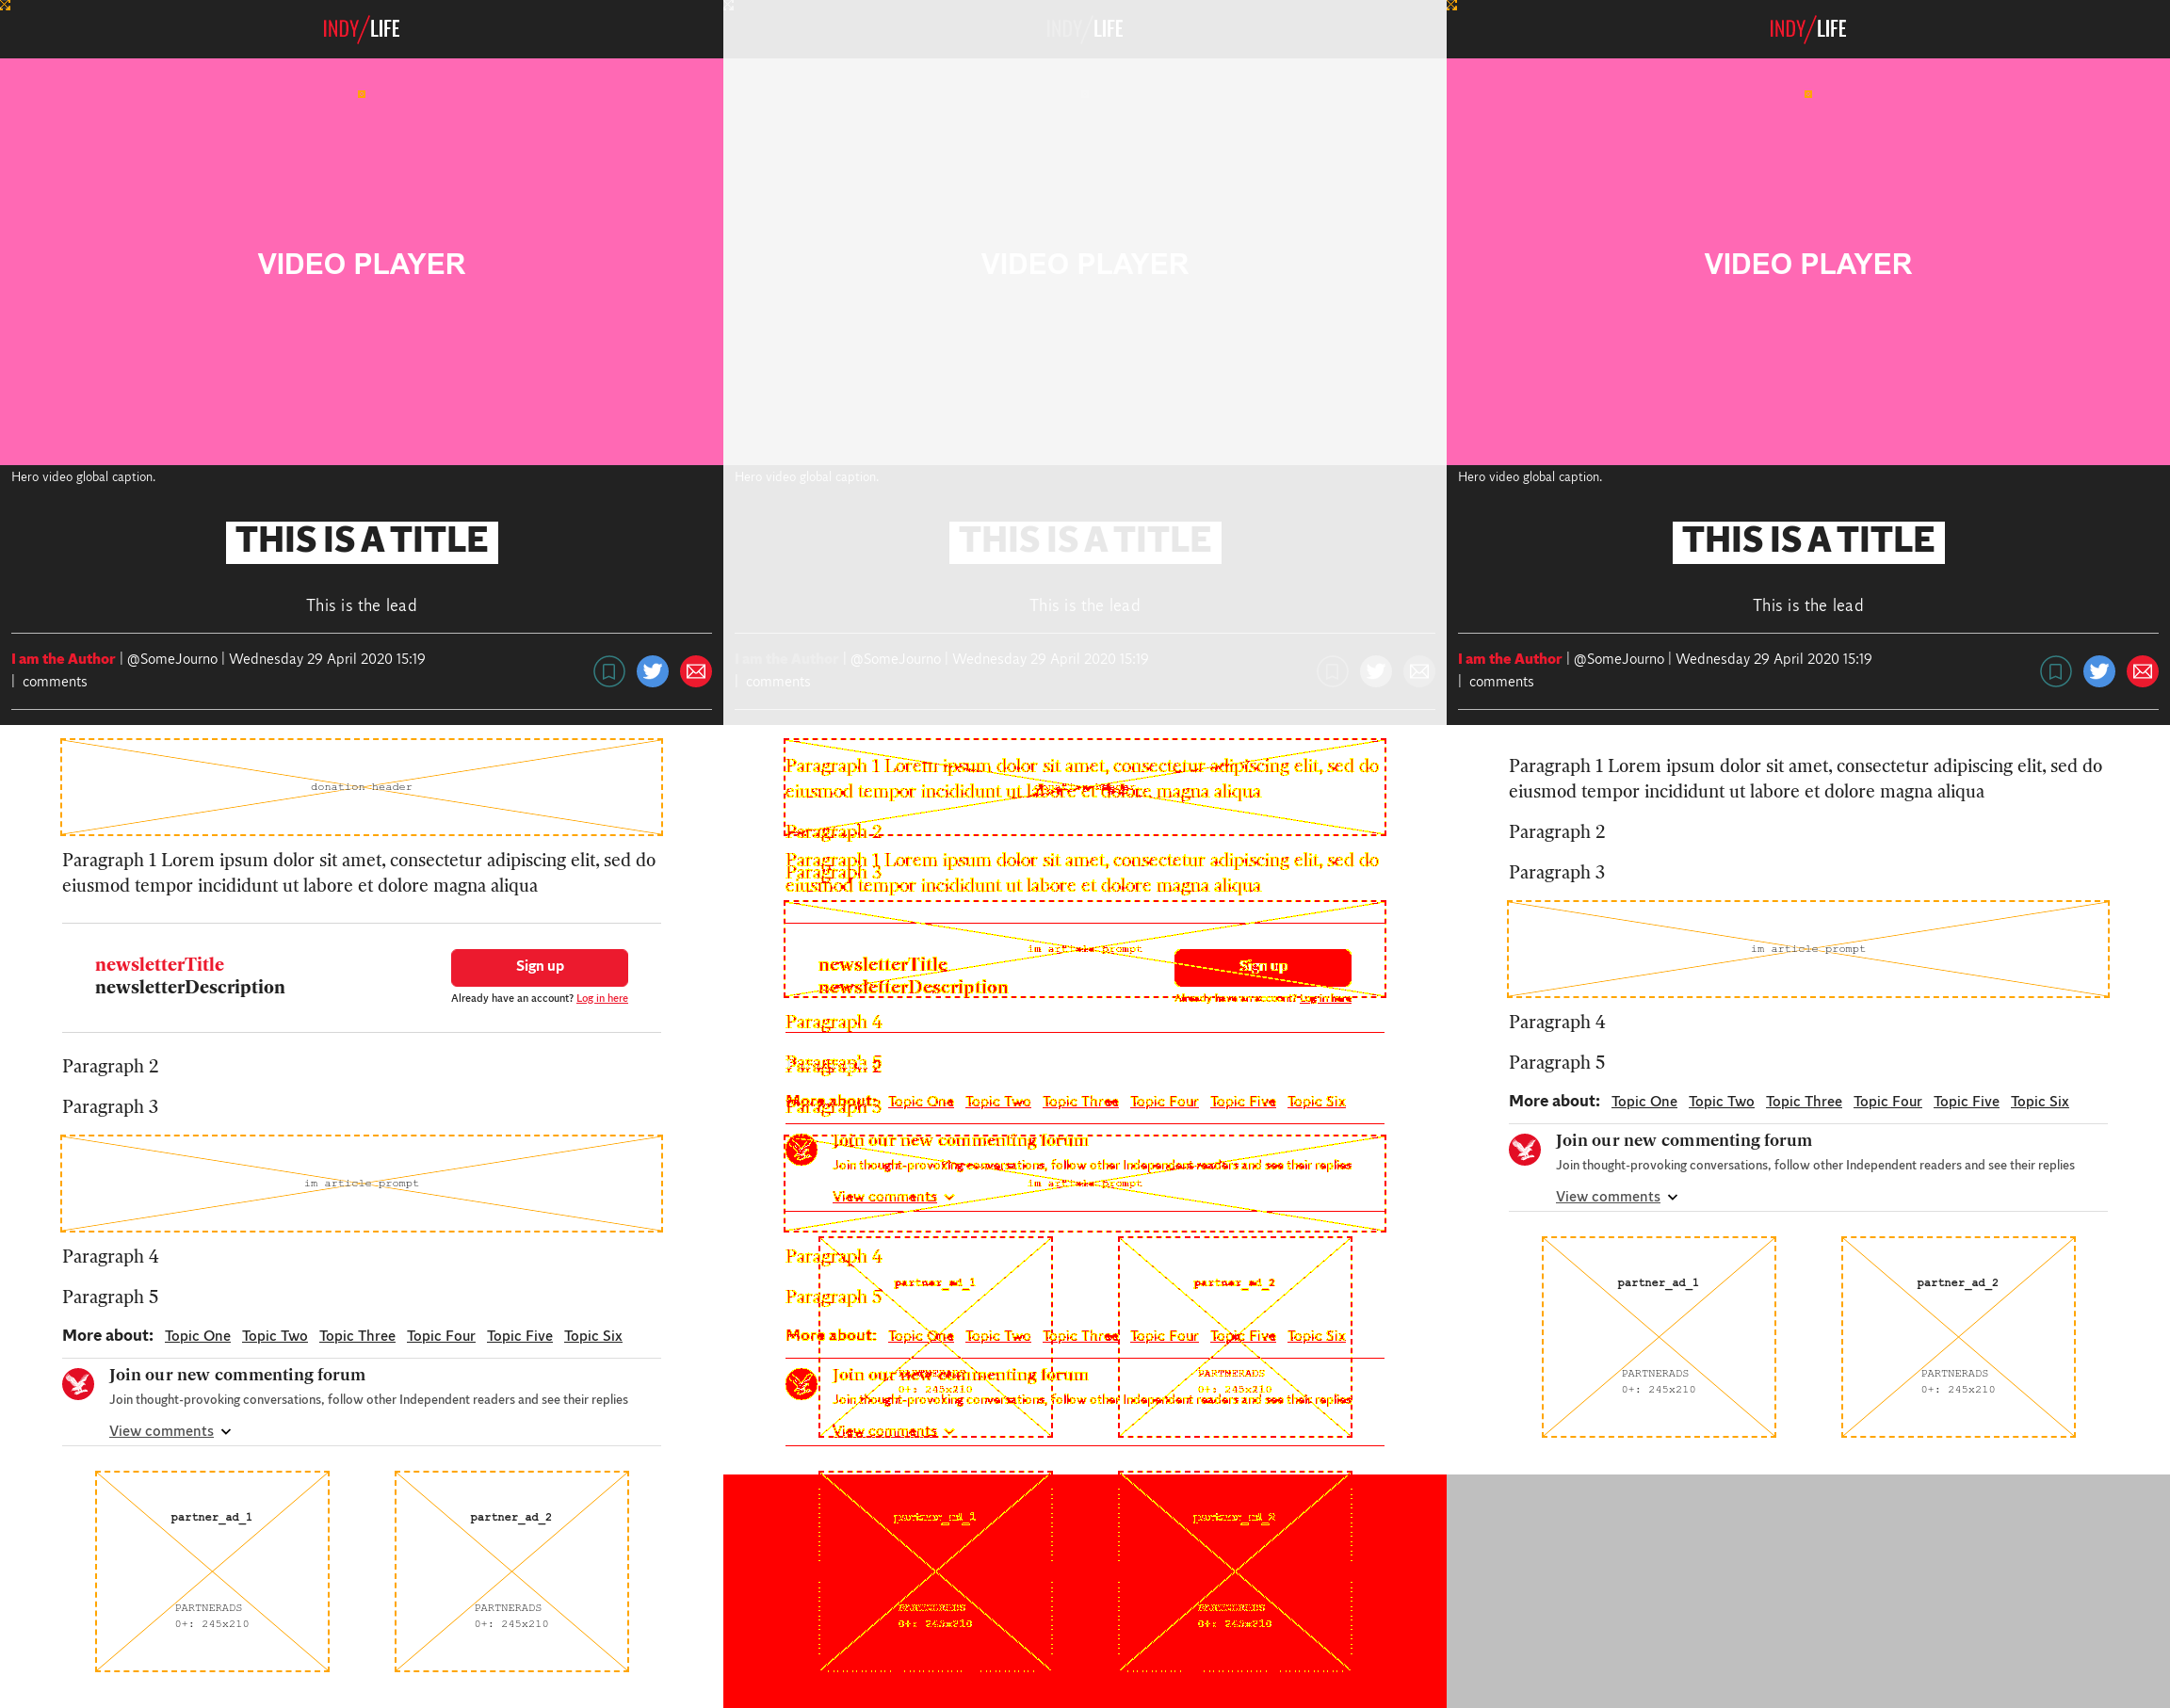 INDY/LIFE
VIDEO PLAYER
Hero video global caption.
THIS IS A TITLE
This is the lead
I am the Author | @SomeJourno | Wednesday 29 April 2020 15:19
| comments
donation header
Paragraph 1 Lorem ipsum dolor sit amet, consectetur adipiscing elit, sed do
eiusmod tempor incididunt ut labore et dolore magna aliqua
newsletterTitle
newsletterDescription
Sign up
Already have an account? Log in here
Paragraph 2
Paragraph 3
im article prompt
Paragraph 4
Paragraph 5
More about: Topic One Topic Two Topic Three Topic Four Topic Five Topic Six
Join our new commenting forum
Join thought-provoking conversations, follow other Independent readers and see their replies
View comments
partner_ad_1
PARTNERADS
0+: 245x210
partner_ad_2
PARTNERADS
0+: 245x210
INDY/LIFE
VIDEO PLAYER
Hero video global caption.
THIS IS A TITLE
This is the lead
I am the Author | @SomeJourno | Wednesday 29 April 2020 15:19
| comments
Paragraph 1 Lorem ipsum dolor sit amet, consectetur adipiscing elit, sed do
eiusmod tempor incididunt ut labore et dolore magna aliqua
Paragraph 2
Paragraph 1 Lorem ipsum dolor sit amet, consectetur adipiscing elit, sed do
Paragraph 3
eiusmod tempor incididunt ut labore et dolore magna aliqua
im article prompt
newsletterTitle
newsletterDescription
Sign up
Already have an account? Log in here
Paragraph 4
Paragraph 5
More about: Topic One Topic Two Topic Three Topic Four Topic Five Topic Six
Join our new commenting forum
Join thought-provoking conversations, follow other Independent readers and see their replies
im article prompt
View comments
Paragraph 4
partner_ad_1
partner_ad_2
Paragraph 5
More about: Topic One Topic Two Topic Three Topic Four Topic Five Topic Six
Join our new commenting forum
PARTNERADS
0+: 245x210
PARTNERADS
0+: 245x210
Join thought-provoking conversations, follow other Independent readers and see their replies
View comments
partner_ad_1
PARTNERADS
0+: 245x210
partner_ad_2
PARTNERADS
0+: 245x210
INDY/LIFE
VIDEO PLAYER
Hero video global caption.
THIS IS A TITLE
This is the lead
I am the Author | @SomeJourno | Wednesday 29 April 2020 15:19
| comments
Paragraph 1 Lorem ipsum dolor sit amet, consectetur adipiscing elit, sed do
eiusmod tempor incididunt ut labore et dolore magna aliqua
Paragraph 2
Paragraph 3
im article prompt
Paragraph 4
Paragraph 5
More about: Topic One Topic Two Topic Three Topic Four Topic Five Topic Six
Join our new commenting forum
Join thought-provoking conversations, follow other Independent readers and see their replies
View comments
partner_ad_1
PARTNERADS
0+: 245x210
partner_ad_2
PARTNERADS
0+: 245x210